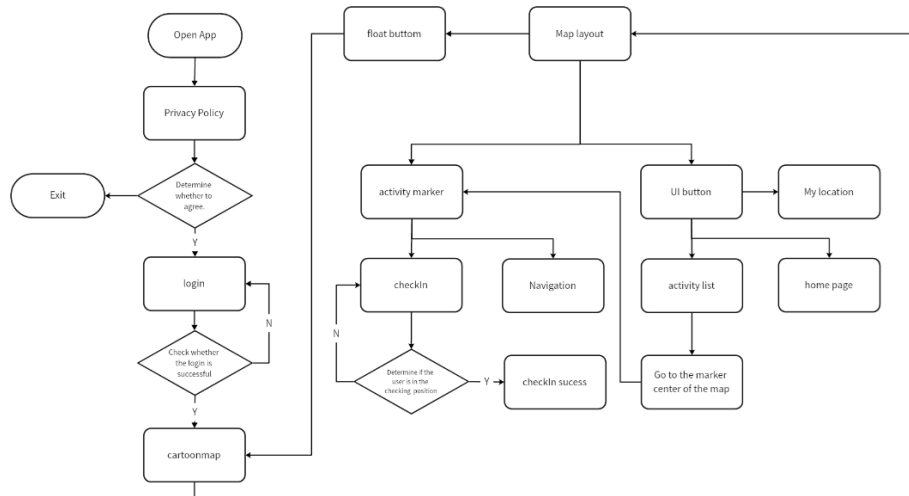 Open App
float buttom
Map layout
Privacy Policy
Determine
whether to
agree.
Exit
Y
activity marker
UI button
My location
login
N
checkIn
Navigation
activity list
home page
N
Check whether
the login is
successful
Determine if the
user is in the
checking position
Y
checkIn sucess
Go to the marker
center of the map
Y
cartoonmap